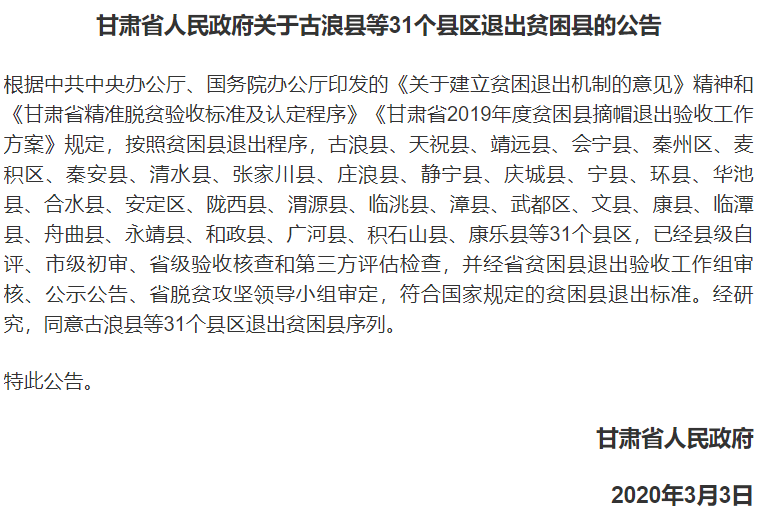 甘肃省人民政府关于古浪县等31个县区退出贫困县的公告
根据中共中央办公厅、国务院办公厅印发的《关于建立贫困退出机制的意见》精神和
《甘肃省精准脱贫验收标准及认定程序》《甘肃省2019年度贫困县摘帽退出验收工作
方案》规定，按照贫困县退出程序，古浪县、天祝县、靖远县、会宁县、秦州区、麦
积区、秦安县、清水县、张家川县、庄浪县、静宁县、庆城县、宁县、环县、华池
县、合水县、安定区、陇西县、渭源县、临洮县、漳县、武都区、文县、康县、临潭
县、舟曲县、永靖县、和政县、广河县、积石山县、康乐县等31个县区，已经县级自
评、市级初审、省级验收核查和第三方评估检查，并经省贫困县退出验收工作组审
核、公示公告、省脱贫攻坚领导小组审定，符合国家规定的贫困县退出标准。经研
究，同意古浪县等31个县区退出贫困县序列。
特此公告。
甘肃省人民政府
2020年3月3日